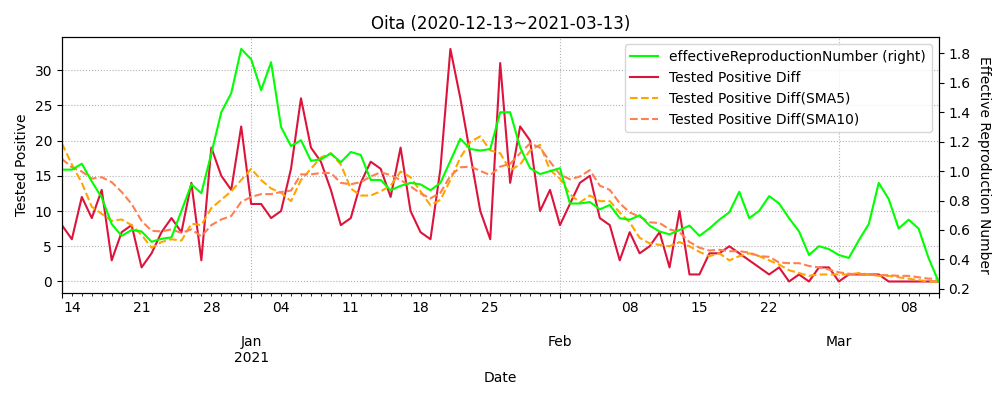 Oita (2020-12-13~2021-03-13)
effectiveReproductionNumber (right)
Tested Positive Diff
Tested Positive Diff(SMA5)
Tested Positive Diff(SMA10)
Tested Positive
30
25
20
15
10
5
0
Effective Reproduction Number
1.8
1.6
1.4
1.2
1.0
0.8
0.6
0.4
0.2
14 21 28 04 11 18 25 08 15 22 08
Jan Feb Mar
2021
Date